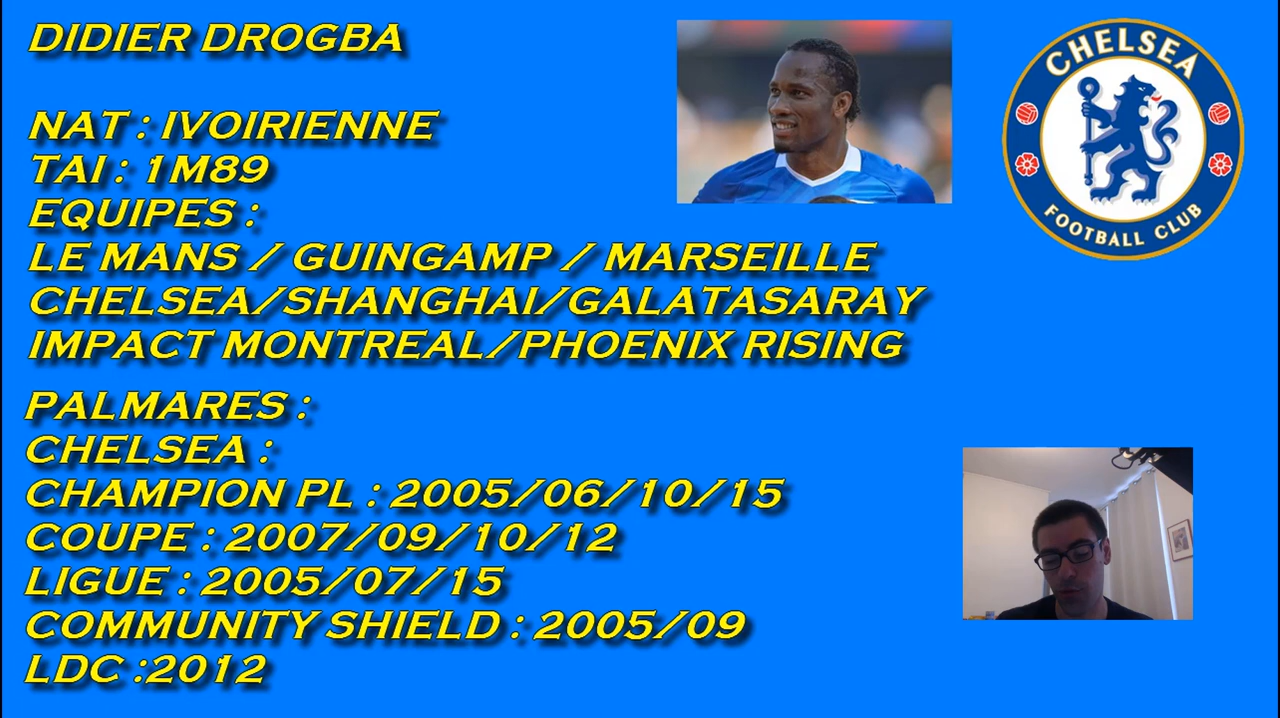 DIDIER DROGBA
NAT : IVOIRIENNE
TAI : 1M89
EQUIPES :
LE MANS / GUINGAMP / MARSEILLE
CHELSEA/SHANGHAI/GALATASARAY
IMPACT MONTREAL/PHOENIX RISING
PALMARES :
CHELSEA :
CHAMPION PL : 2005/06/10/15
COUPE : 2007/09/10/12
LIGUE : 2005/07/15
COMMUNITY SHIELD : 2005/09
LDC :2012
CHELSEA
FOOTBALL CLUB